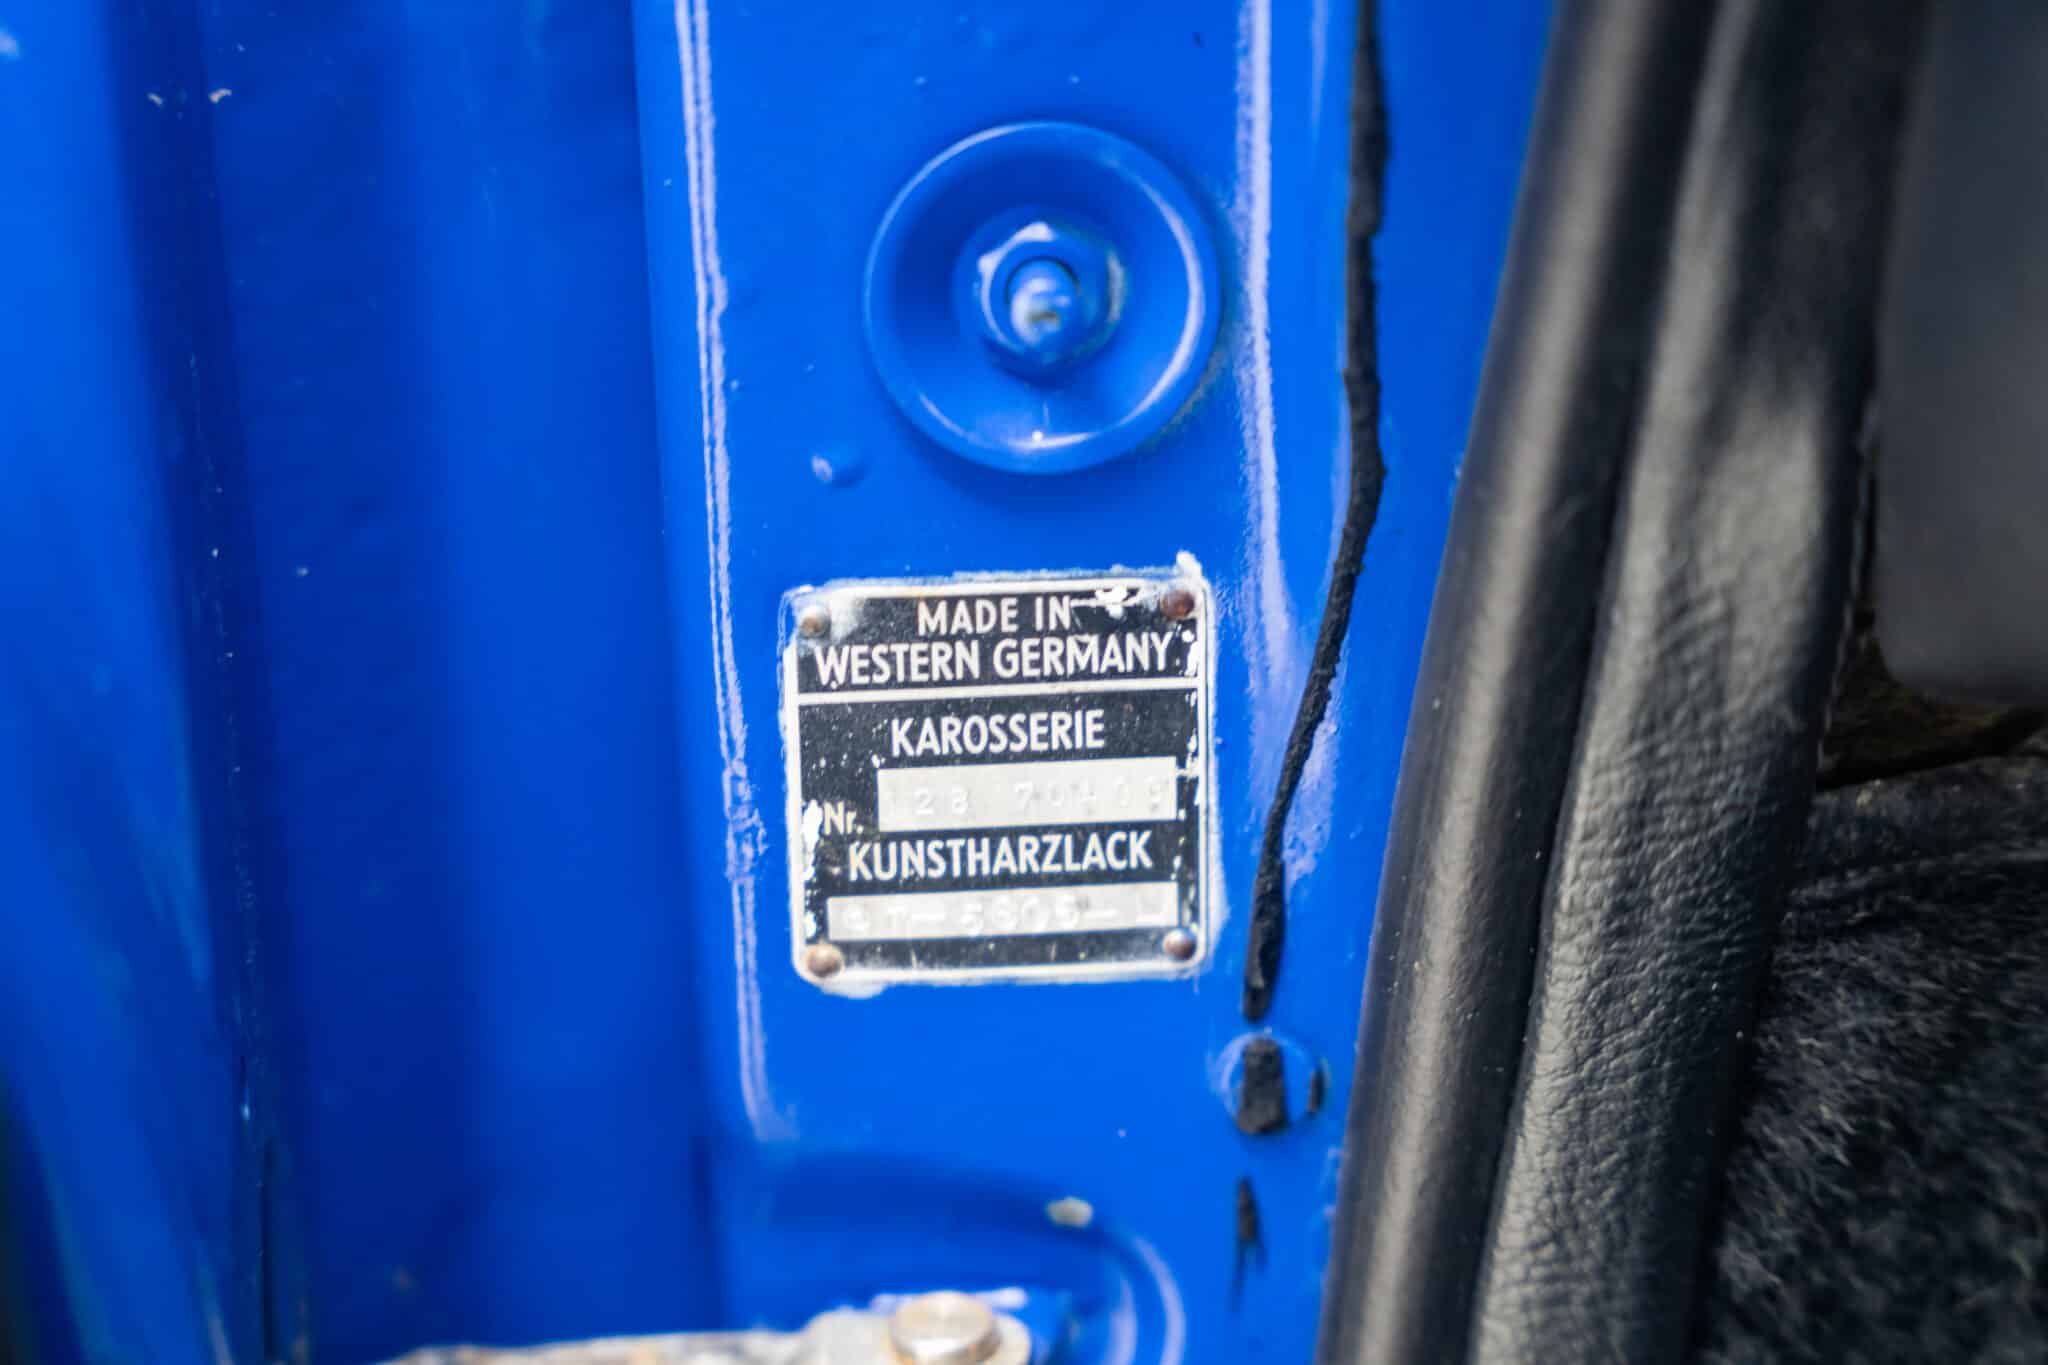 MADE IN
WESTERN GERMANY
KAROSSERIE
Nr.
KUNSTHARZLACK